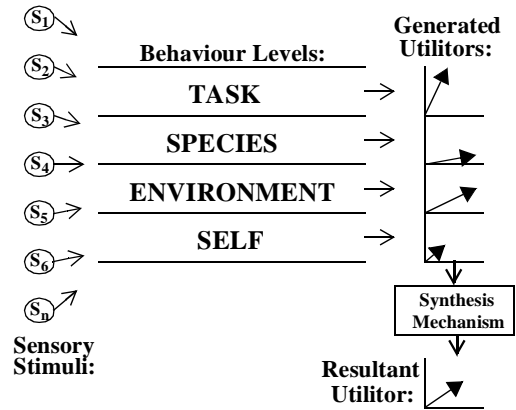 S1
S2
S3
S4
S5
S6
Sn
Sensory
Stimuli:
Behaviour Levels:
TASK
SPECIES
ENVIRONMENT
SELF
Generated
Utilitors:
Synthesis
Mechanism
Resultant
Utilitor: